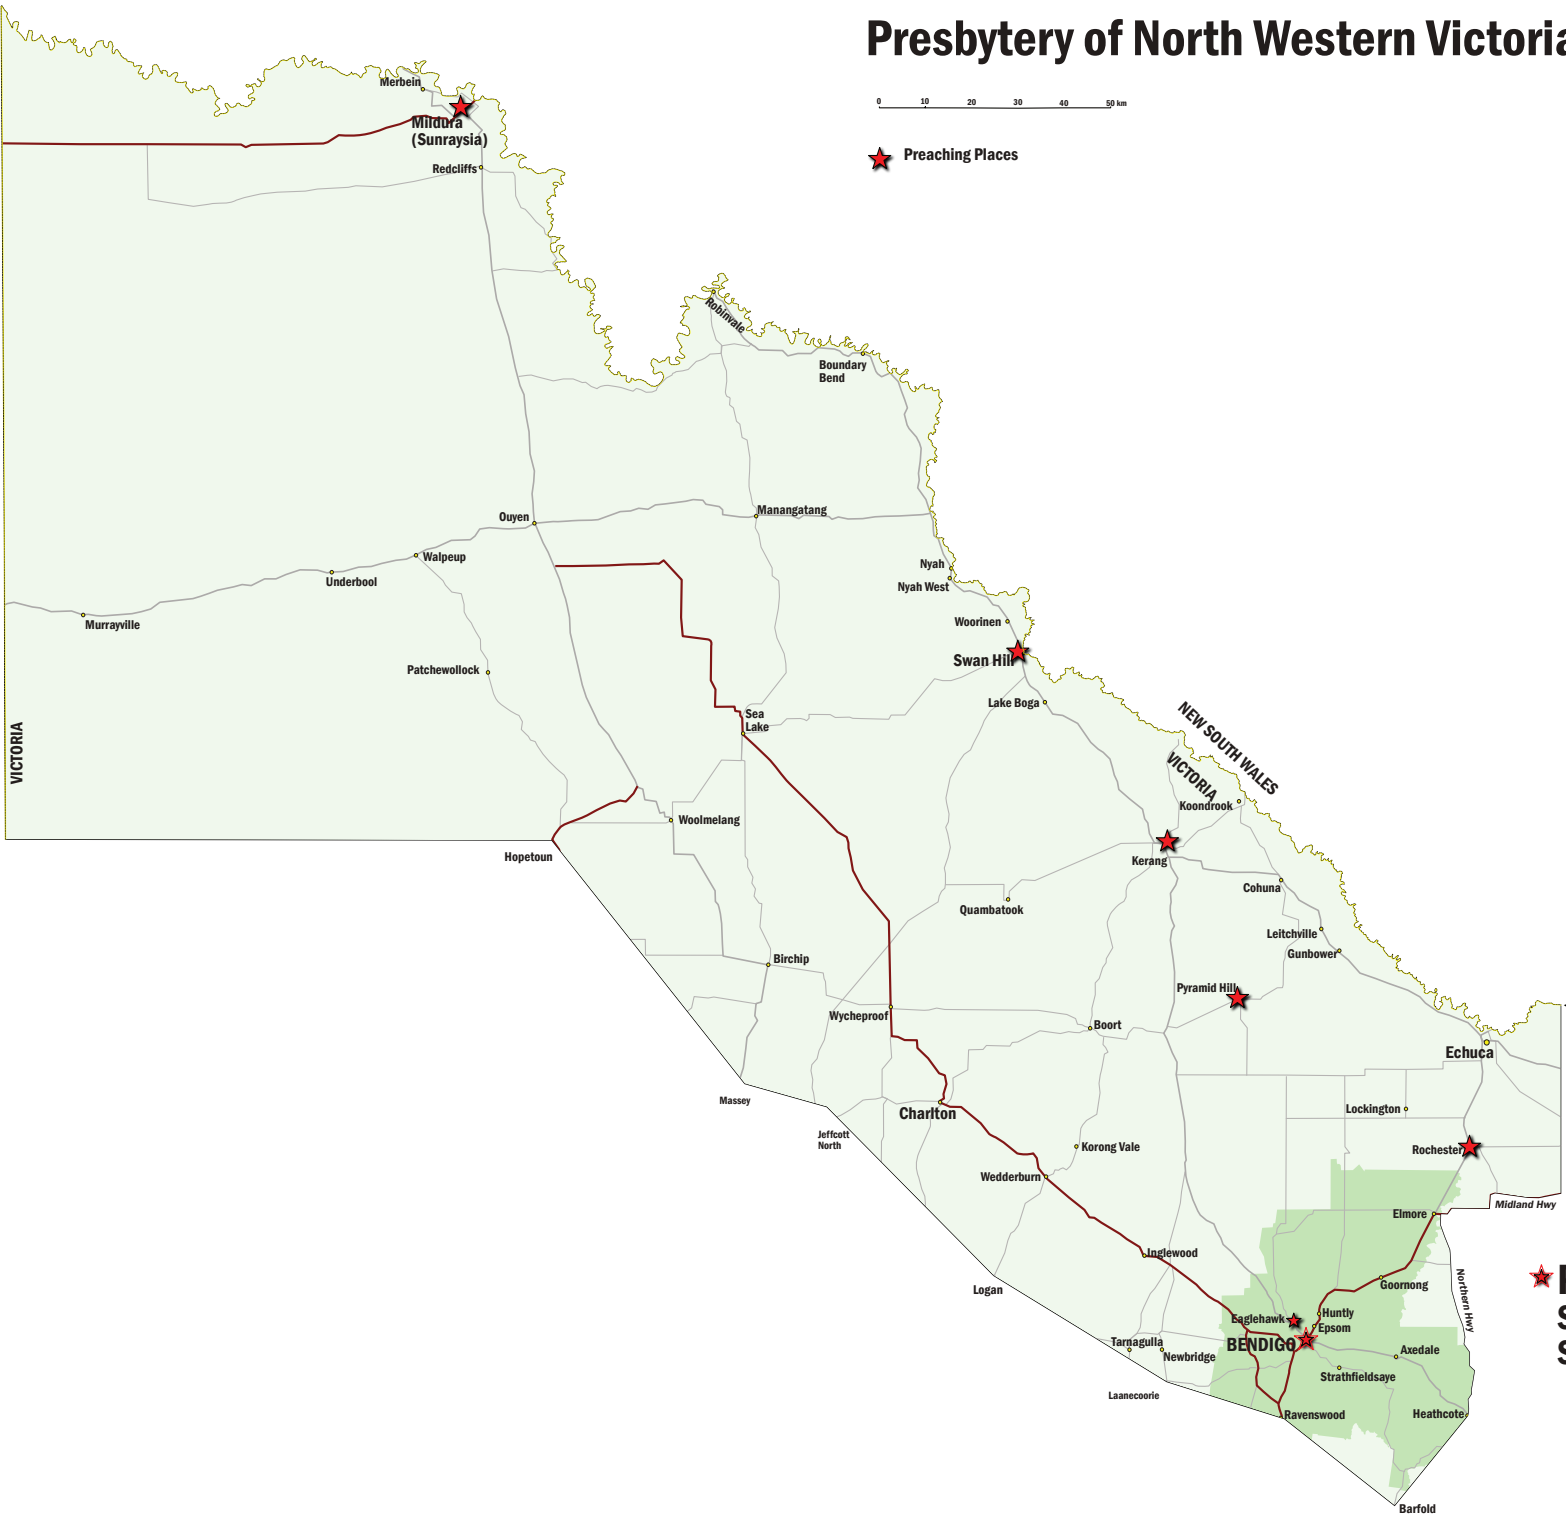 Presbytery of North Western Victoria
0 10 20 30 40 50 km
Preaching Places
Merbein
Mildura
(Sunraysia)
Redcliffs
Robinvale
Boundary
Bend
Manangatang
Ouyen
Walpeup
Underbool
Murrayville
Nyah
Nyah West
Woorinen
Swan Hill
Patchewollock
Lake Boga
Sea
Lake
NEW SOUTH WALES
VICTORIA
VICTORIA
Koondrook
Woolmelang
Hopetoun
Kerang
Cohuna
Quambatook
Leitchville
Gunbower
Birchip
Pyramid Hill
Wycheproof
Boort
Echuca
Massey
Charlton
Lockington
Jeffcott
North
Korong Vale
Rochester
Wedderburn
Midland Hwy
Elmore
Inglewood
Goornong
Northern Hwy
Logan
Huntly
Eaglehawk
Epsom
BENDIGO
Tarnagulla
Newbridge
Axedale
Strathfieldsaye
Laanecoorie
Ravenswood
Heathcote
Barfold